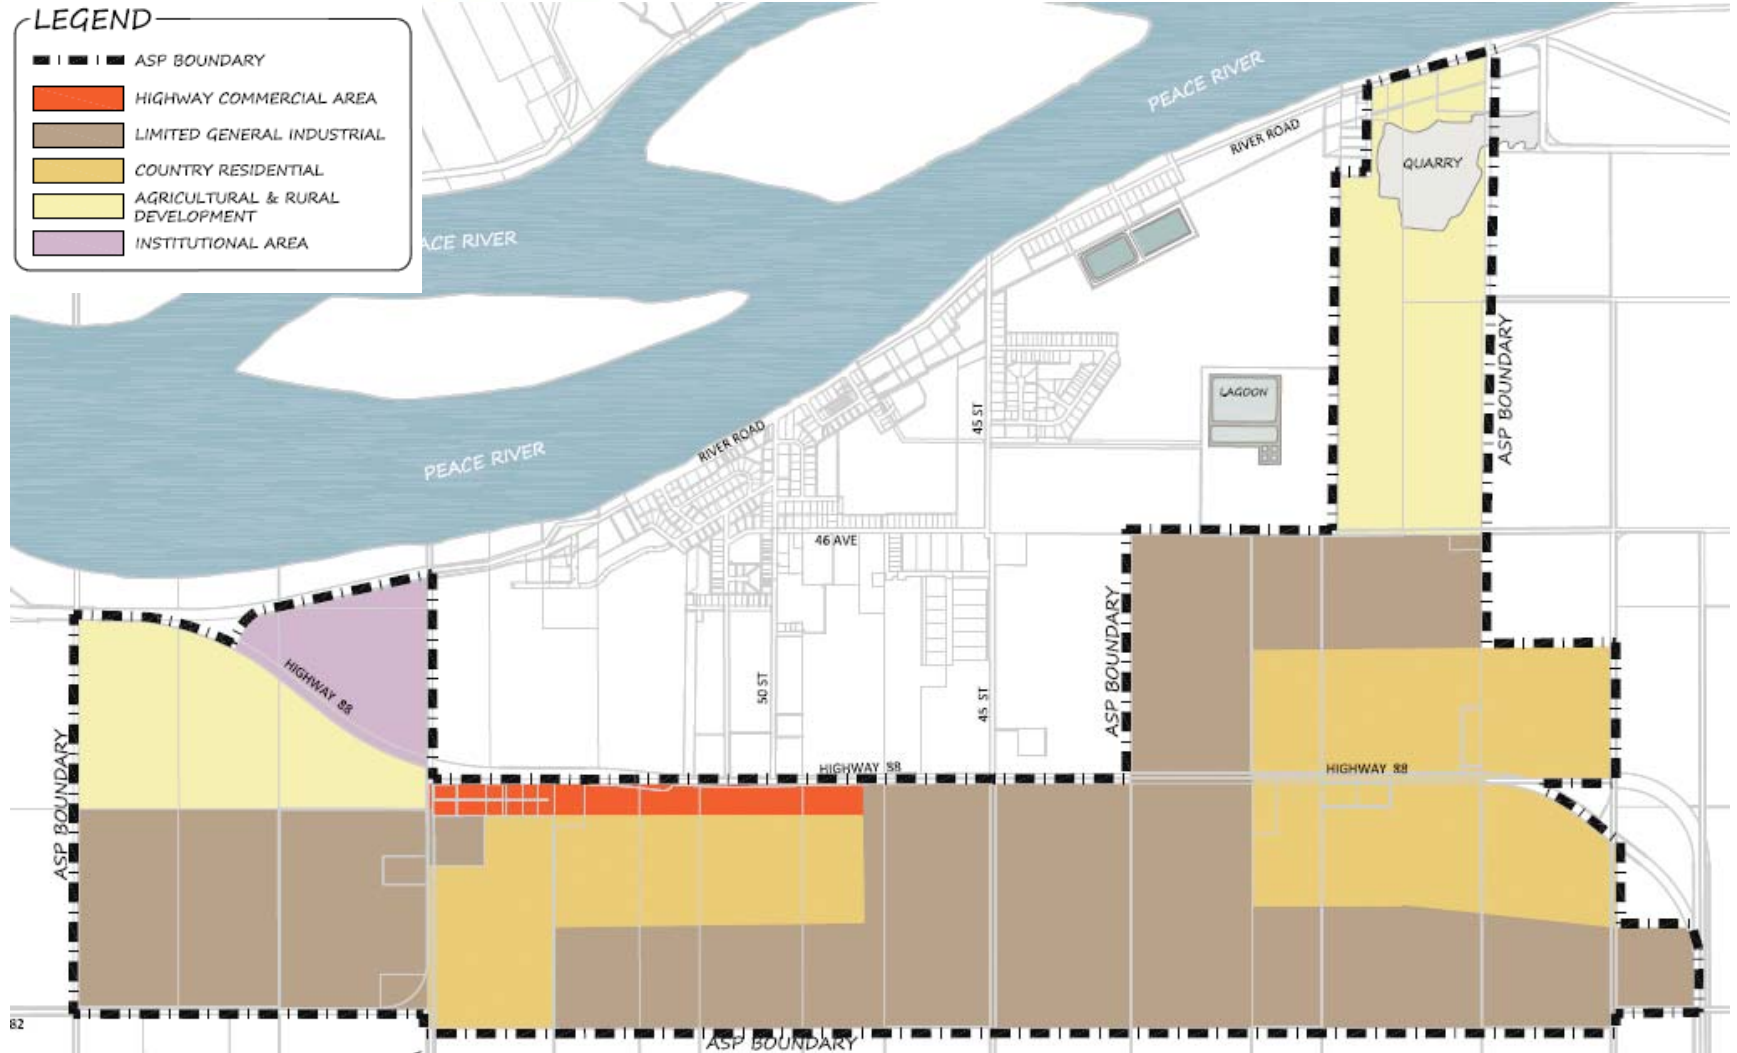 LEGEND
ASP BOUNDARY
HIGHWAY COMMERCIAL AREA
LIMITED GENERAL INDUSTRIAL
COUNTRY RESIDENTIAL
AGRICULTURAL & RURAL
DEVELOPMENT
INSTITUTIONAL AREA
PEACE RIVER
RIVER ROAD
QUARRY
ACE RIVER
ASP BOUNDARY
LAGOON
45 ST
RIVER ROAD
PEACE RIVER
46 AVE
ASP BOUNDARY
HIGHWAY 88
50 ST
45 ST
ASP BOUNDARY
HIGHWAY 88
HIGHWAY 88
82
ASP BOUNDARY